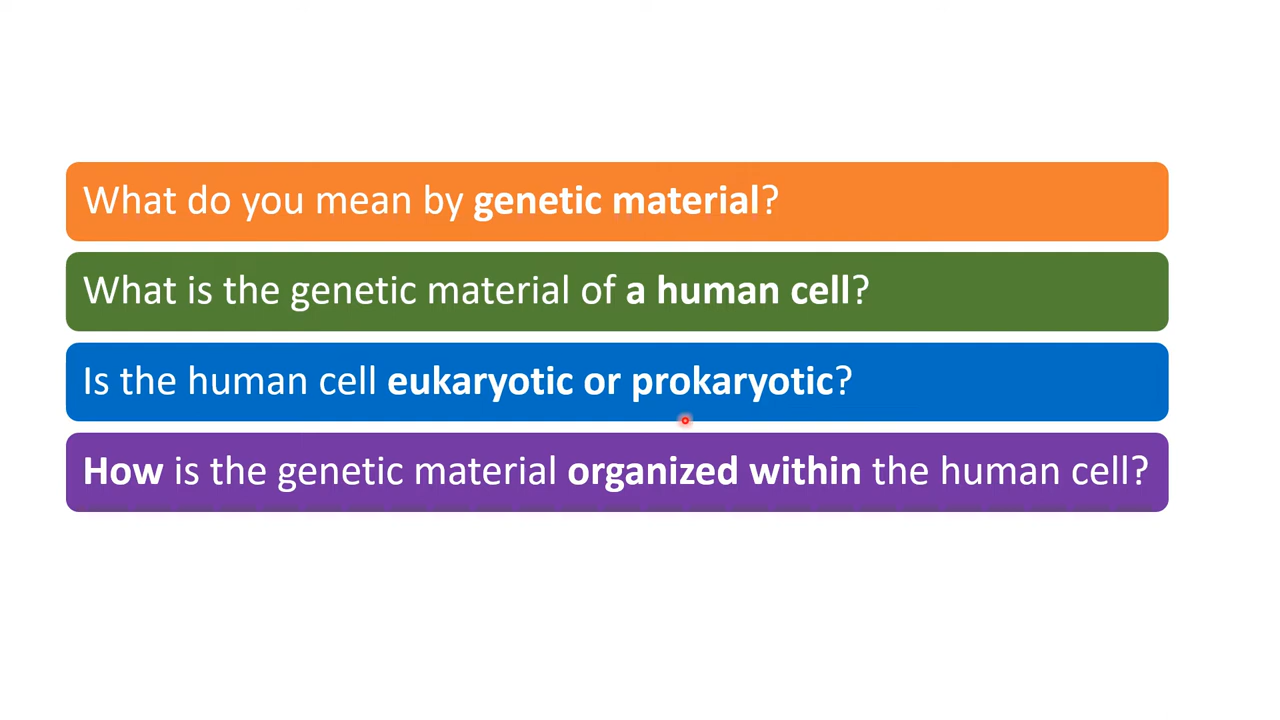 What do you mean by genetic material?
What is the genetic material of a human cell?
Is the human cell eukaryotic or prokaryotic?
How is the genetic material organized within the human cell?